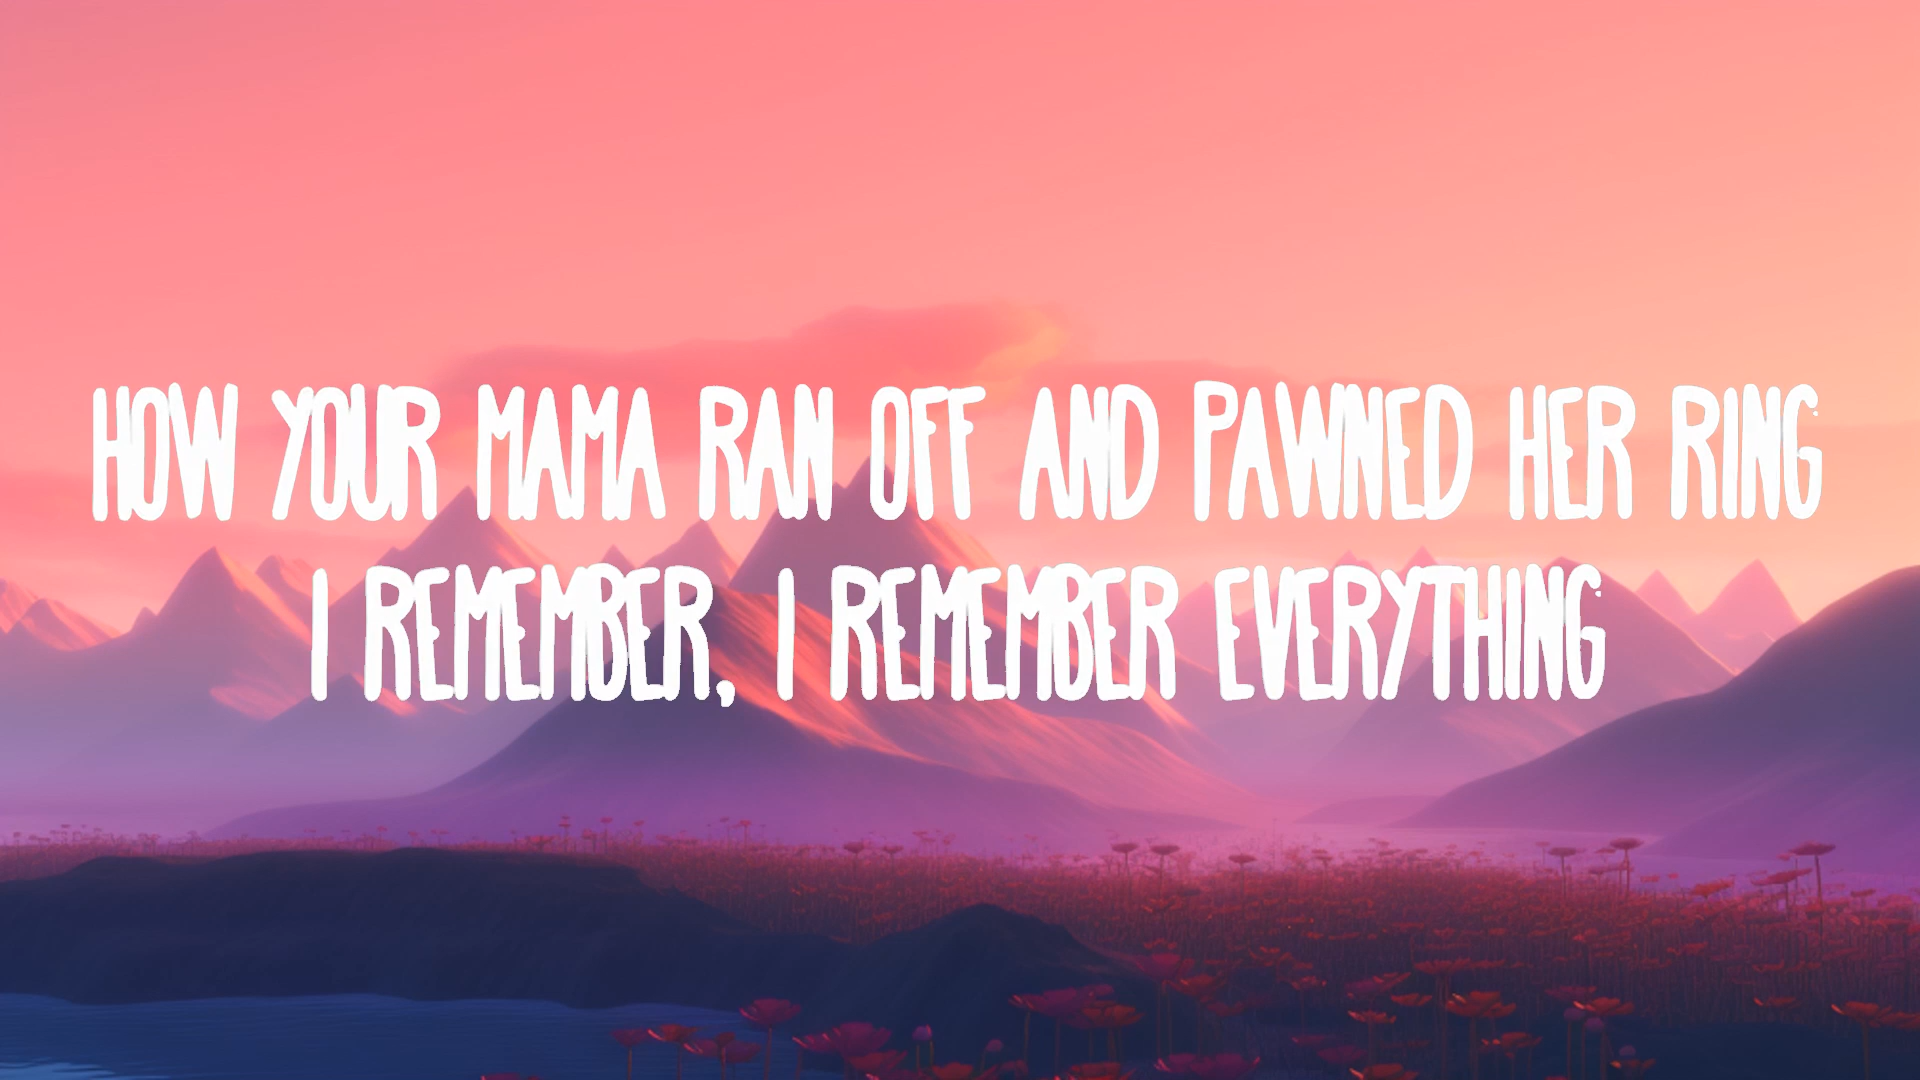 HOW YOUR MAMA RAN OFF AND PAWNED HER RING
I REMEMBER, I REMEMBER EVERYTHING